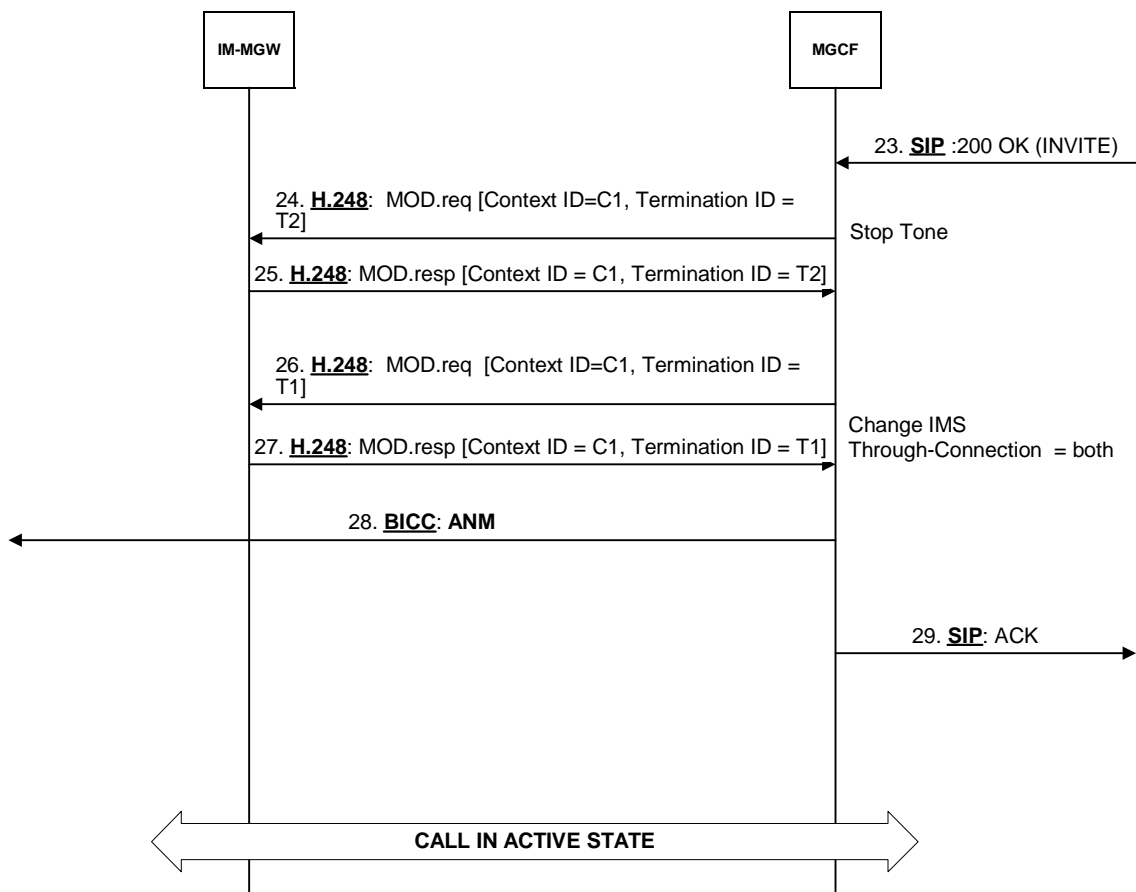 IM-MGW
MGCF
23. SIP :200 OK (INVITE)
24. H.248: MOD.req [Context ID=C1, Termination ID =
T2]
Stop Tone
25. H.248: MOD.resp [Context ID = C1, Termination ID = T2]
26. H.248: MOD.req [Context ID=C1, Termination ID =
T1]
Change IMS
Through-Connection = both
27. H.248: MOD.resp [Context ID = C1, Termination ID = T1]
28. BICC: ANM
29. SIP: ACK
CALL IN ACTIVE STATE